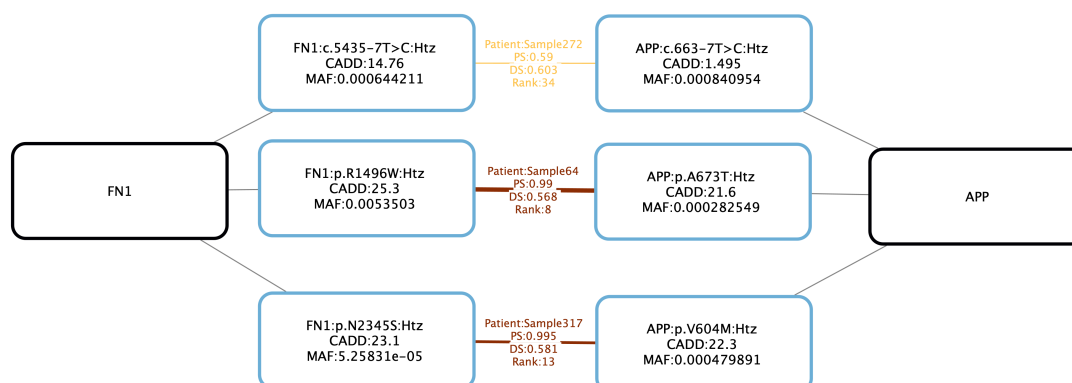 FN1:c.5435-7T>C:Htz
CADD:14.76
MAF:0.000644211
Patient:Sample272
PS:0.59
DS:0.603
Rank:34
APP:c.663-7T>C:Htz
CADD:1.495
MAF:0.000840954
FN1
FN1:p.R1496W:Htz
CADD:25.3
MAF:0.0053503
Patient:Sample64
PS:0.99
DS:0.568
Rank:8
APP:p.A673T:Htz
CADD:21.6
MAF:0.000282549
APP
FN1:p.N2345S:Htz
CADD:23.1
MAF:5.25831e-05
Patient:Sample317
PS:0.995
DS:0.581
Rank:13
APP:p.V604M:Htz
CADD:22.3
MAF:0.000479891